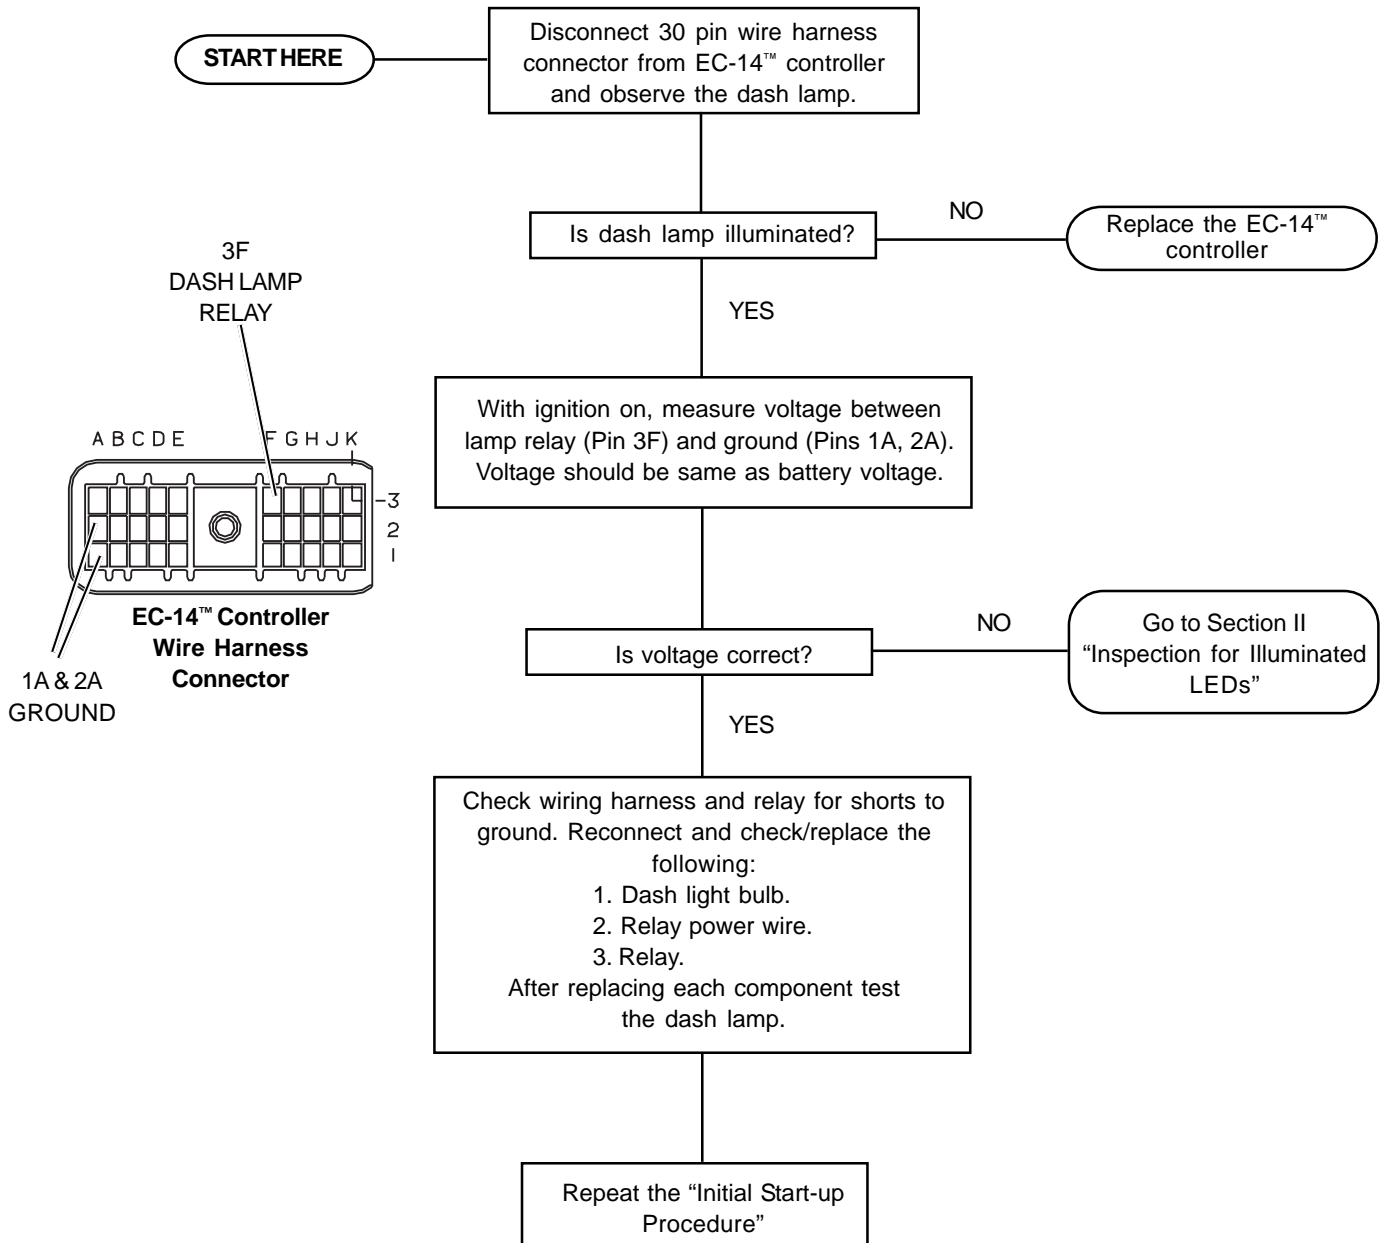 START HERE
Disconnect 30 pin wire harness
connector from EC-14™ controller
and observe the dash lamp.
Is dash lamp illuminated?
NO
Replace the EC-14™
controller
YES
3F
DASH LAMP
RELAY
With ignition on, measure voltage between
lamp relay (Pin 3F) and ground (Pins 1A, 2A).
Voltage should be same as battery voltage.
A B C D E F G H J K
3
2
1
EC-14™ Controller
Wire Harness
Connector
1A & 2A
GROUND
Is voltage correct?
NO
Go to Section II
“Inspection for Illuminated
LEDs”
YES
Check wiring harness and relay for shorts to
ground. Reconnect and check/replace the
following:
1. Dash light bulb.
2. Relay power wire.
3. Relay.
After replacing each component test
the dash lamp.
Repeat the “Initial Start-up
Procedure”